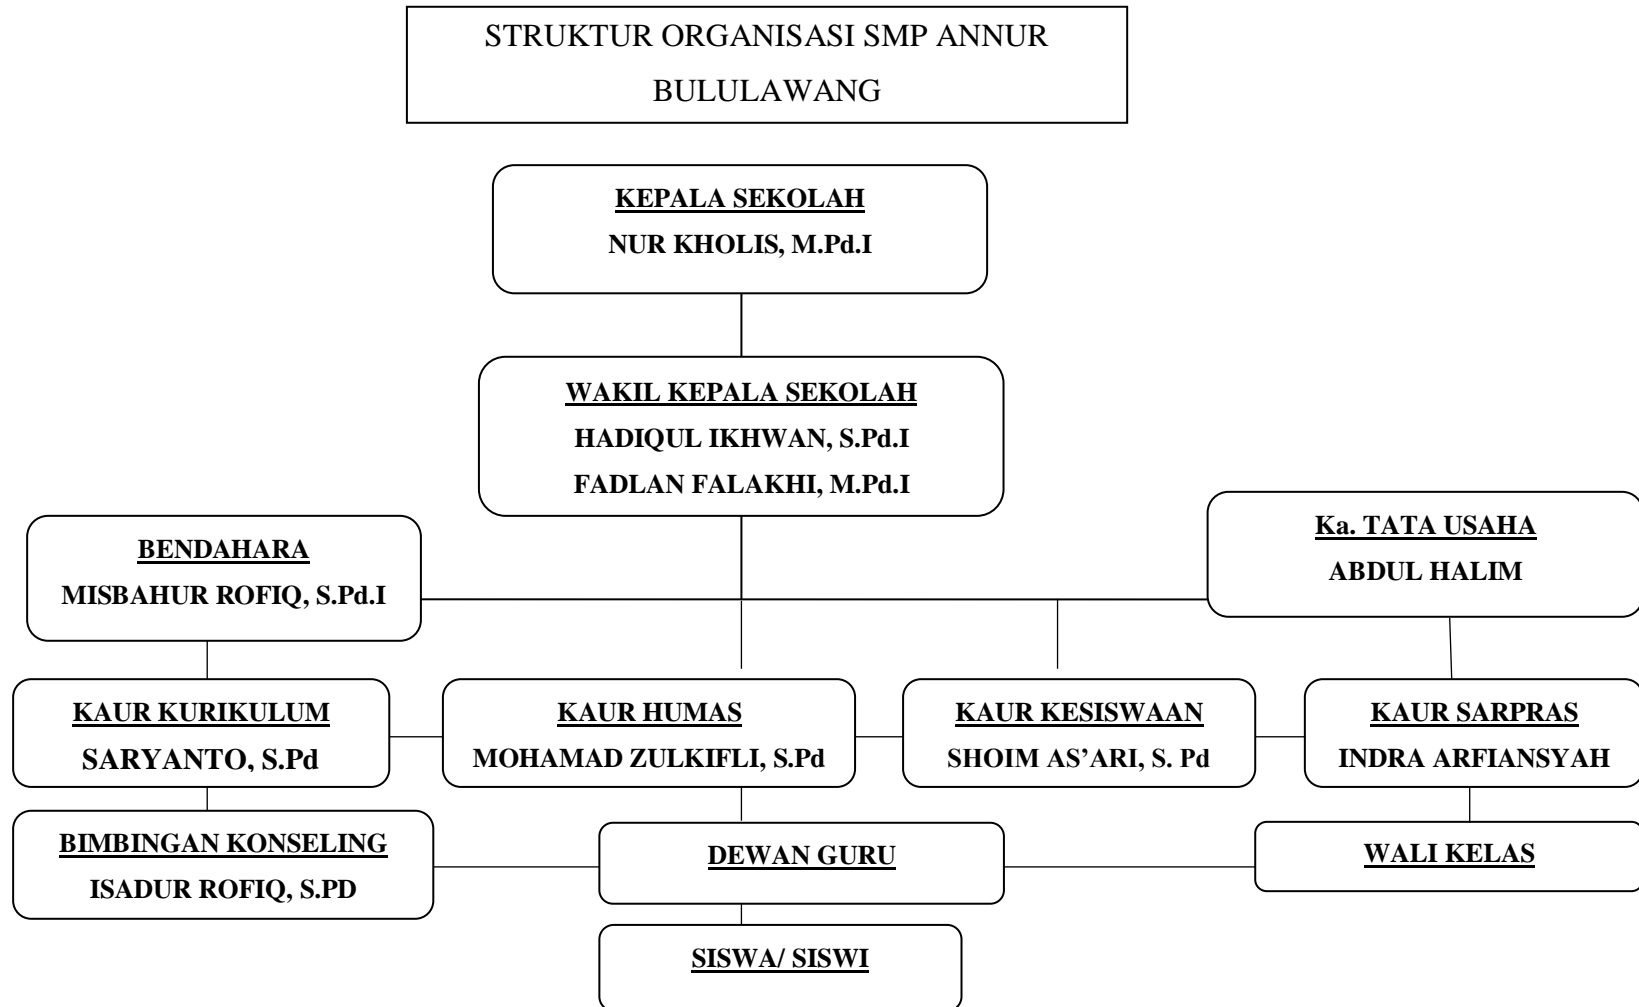 STRUKTUR ORGANISASI SMP ANNUR
BULULAWANG
KEPALA SEKOLAH
NUR KHOLIS, M.Pd.I
WAKIL KEPALA SEKOLAH
HADIQUL IKHWAN, S.Pd.I
FADLAN FALAKHI, M.Pd.I
BENDAHARA
MISBAHUR ROFIQ, S.Pd.I
Ka. TATA USAHA
ABDUL HALIM
KAUR KURIKULUM
SARYANTO, S.Pd
KAUR HUMAS
MOHAMAD ZULKIFLI, S.Pd
KAUR KESISWAAN
SHOIM AS’ARI, S. Pd
KAUR SARPRAS
INDRA ARFIANSYAH
BIMBINGAN KONSELING
ISADUR ROFIQ, S.PD
DEWAN GURU
WALI KELAS
SISWA/ SISWI